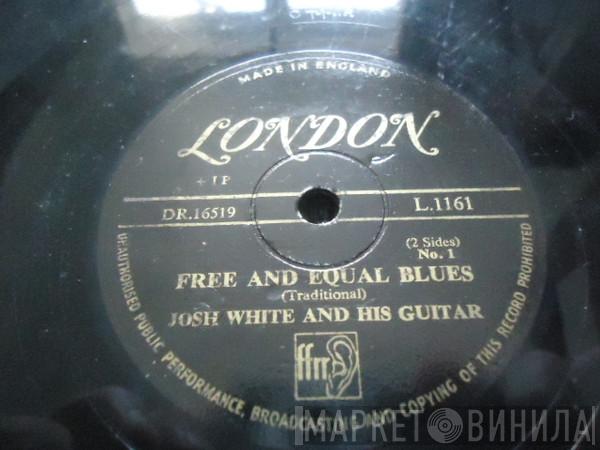 MADE IN ENGLAND
LONDON
DR.16519
L.1161
(2 Sides)
No. 1
FREE AND EQUAL BLUES
(Traditional)
JOSH WHITE AND HIS GUITAR
ffrr
UNAUTHORISED PUBLIC PERFORMANCE, BROADCASTING AND COPYING OF THIS RECORD PROHIBITED
МАРКЕТ ВИНИЛА